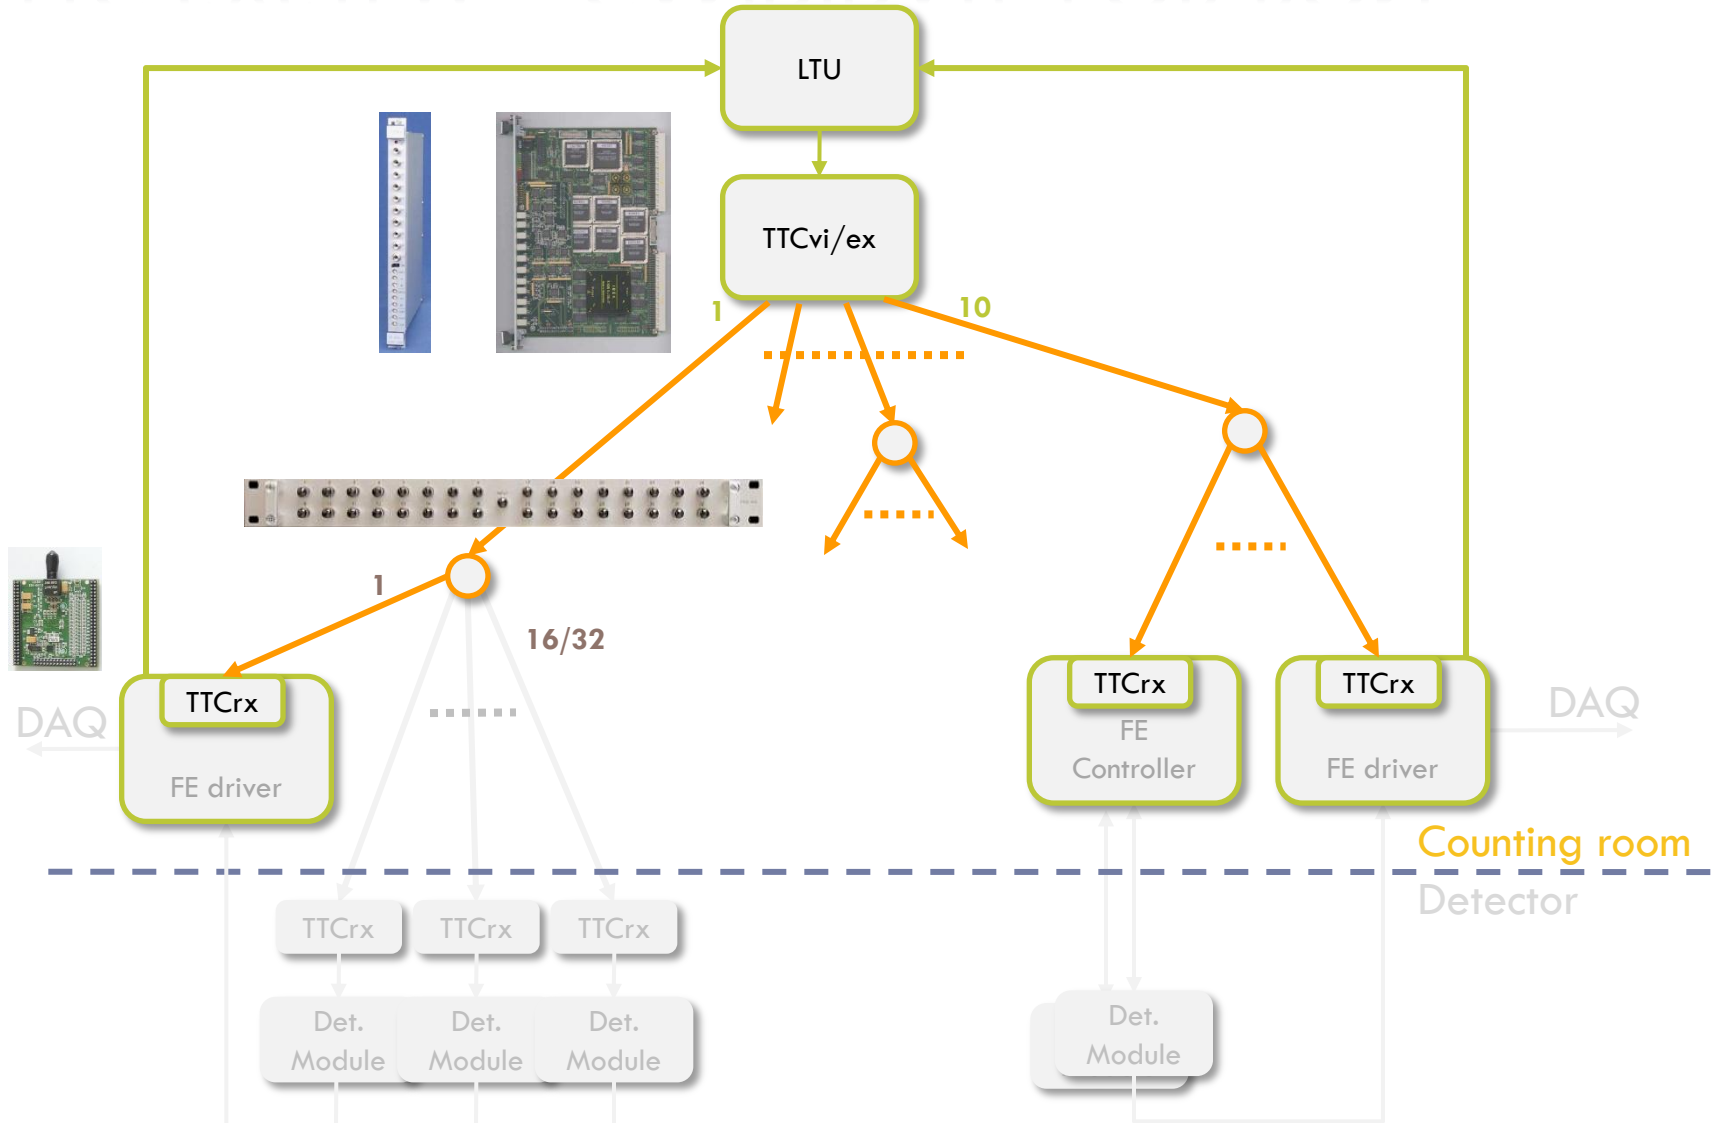 LTU
TTCvi/ex
1
10
1
16/32
TTCrx
FE driver
DAQ
TTCrx
FE
Controller
TTCrx
FE driver
DAQ
Counting room
Detector
TTCrx
TTCrx
TTCrx
Det.
Module
Det.
Module
Det.
Module
Det.
Module